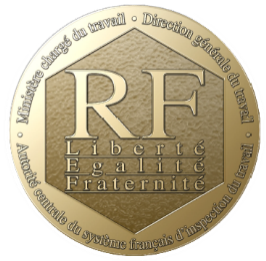 Ministère chargé du travail • Direction générale du travail •
Autorité centrale du système français d'inspection du travail
RF
Liberté
Egalité
Fraternité